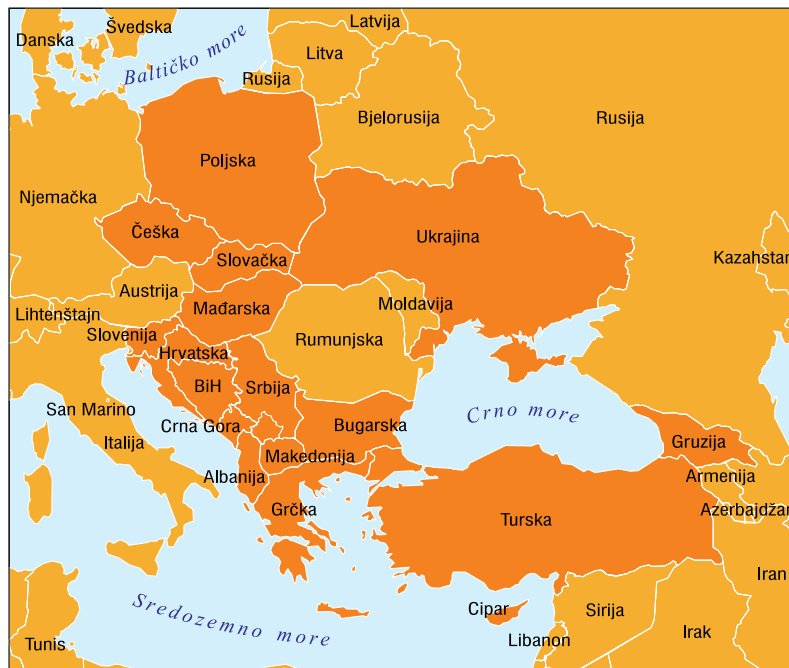 Švedska
Latvija
Danska
Baltičko more
Litva
Rusija
Bjelorusija
Rusija
Poljska
Njemačka
Češka
Ukrajina
Slovačka
Kazahstan
Austrija
Mađarska
Moldavija
Lihtenštajn
Slovenija
Hrvatska
Rumunjska
BiH
Srbija
San Marino
Crno more
Crna Gora
Bugarska
Italija
Gruzija
Makedonija
Albanija
Armenija
Grčka
Azerbajdžan
Turska
Iran
Sredozemno more
Cipar
Sirija
Tunis
Libanon
Irak